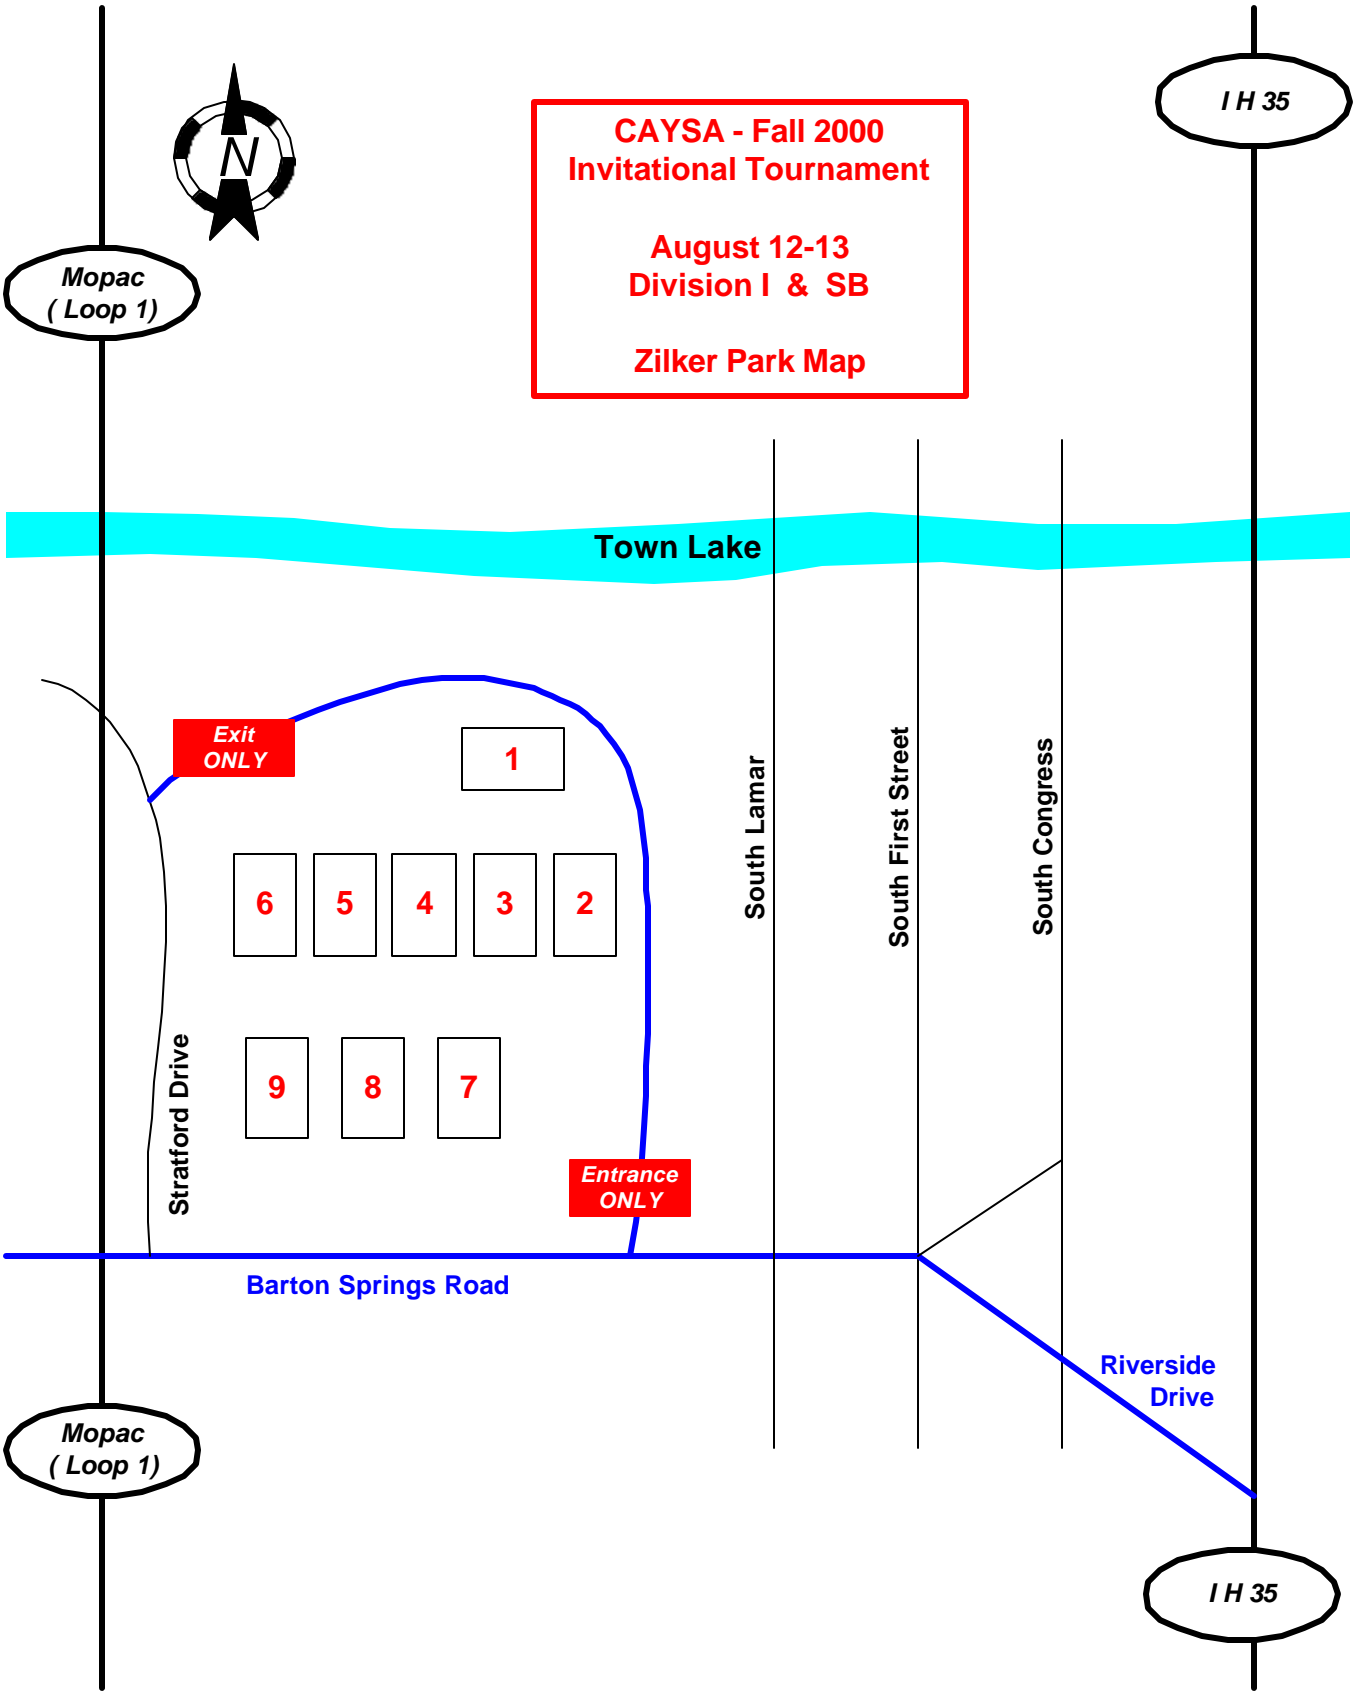 I H 35
CAYSA - Fall 2000
Invitational Tournament
August 12-13
Division I & SB
Zilker Park Map
N
Mopac
( Loop 1)
Town Lake
Exit
ONLY
1
South Lamar
South First Street
South Congress
6 5 4 3 2
Stratford Drive
9 8 7
Entrance
ONLY
Barton Springs Road
Riverside
Drive
Mopac
( Loop 1)
I H 35